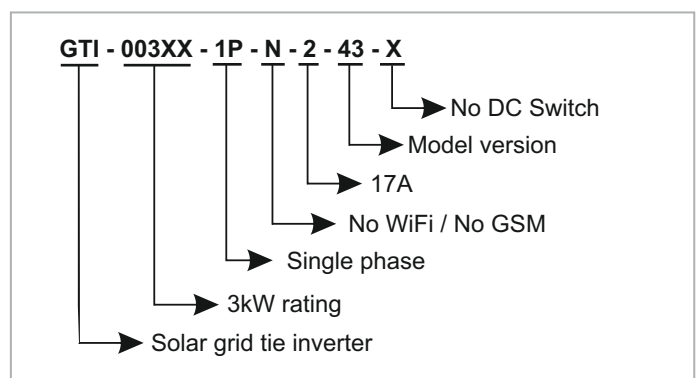 GTI - 003XX - 1P - N - 2 - 43 - X
No DC Switch
Model version
17A
No WiFi / No GSM
Single phase
3kW rating
Solar grid tie inverter